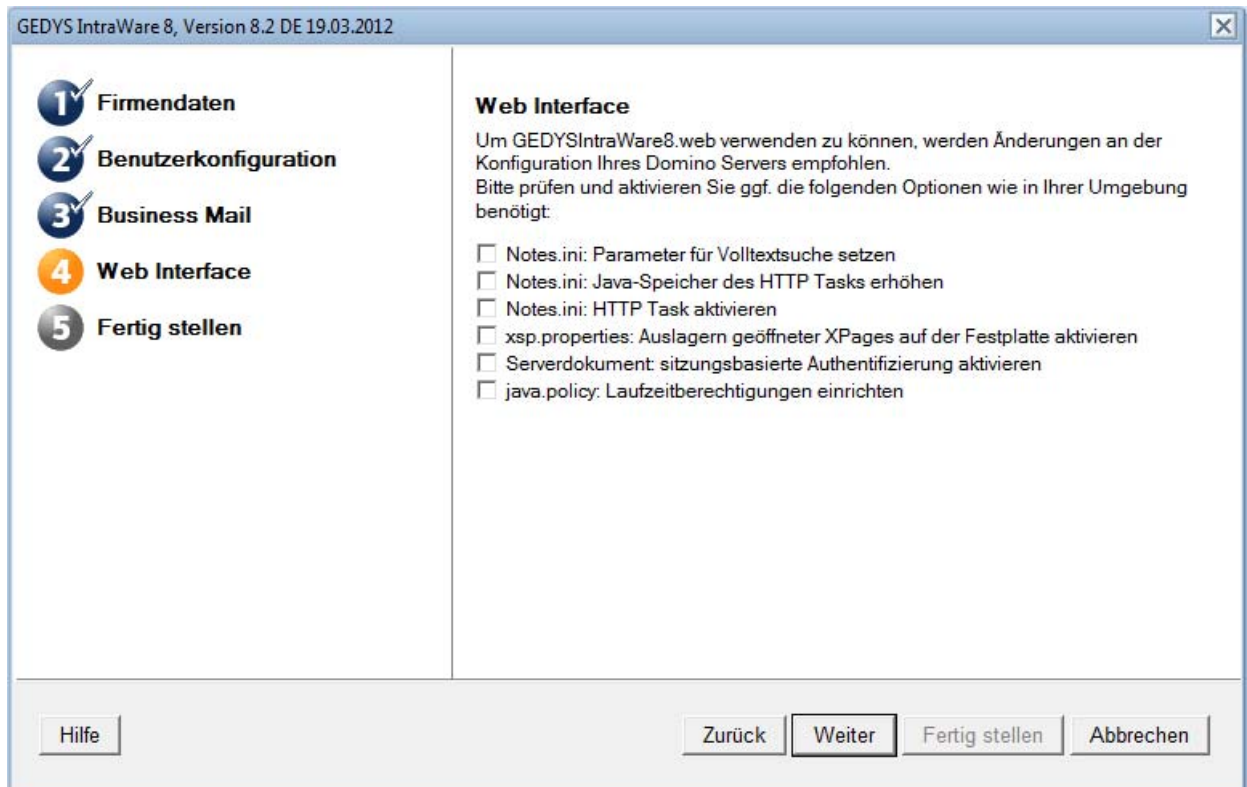 GEDYS IntraWare 8, Version 8.2 DE 19.03.2012
1 Firmendaten
2 Benutzerkonfiguration
3 Business Mail
4 Web Interface
5 Fertig stellen
Web Interface
Um GEDYSIntraWare8.web verwenden zu können, werden Änderungen an der
Konfiguration Ihres Domino Servers empfohlen.
Bitte prüfen und aktivieren Sie ggf. die folgenden Optionen wie in Ihrer Umgebung
benötigt:
Notes.ini: Parameter für Volltextsuche setzen
Notes.ini: Java-Speicher des HTTP Tasks erhöhen
Notes.ini: HTTP Task aktivieren
xsp.properties: Auslagern geöffneter XPages auf der Festplatte aktivieren
Serverdokument: sitzungsbasierte Authentifizierung aktivieren
java.policy: Laufzeitberechtigungen einrichten
Hilfe Zurück Weiter Fertig stellen Abbrechen